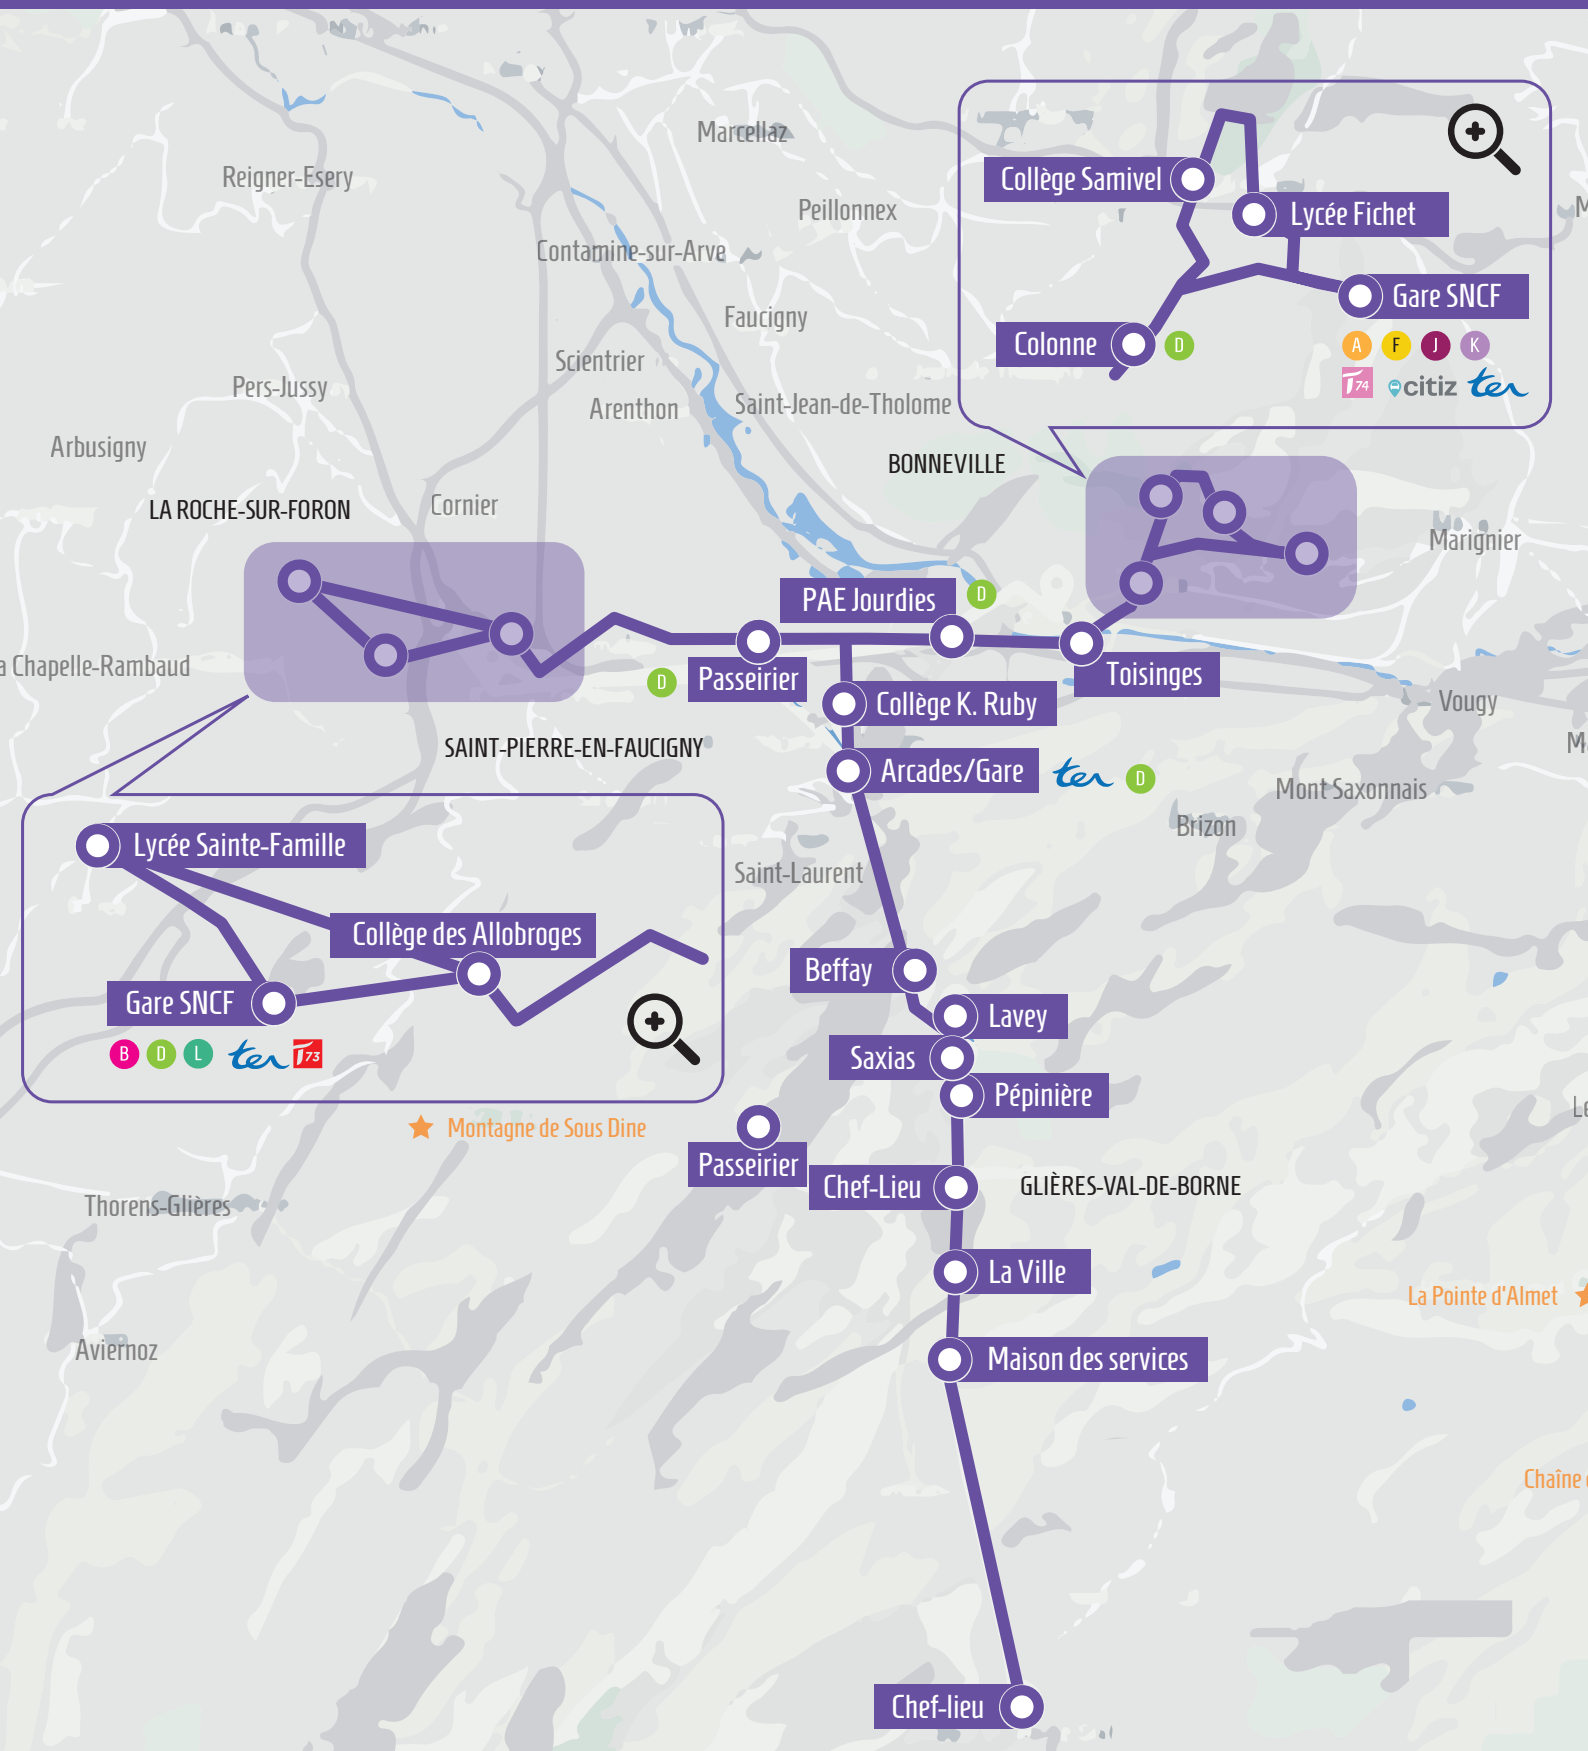 Marcellaz
Reigner-Esery
Peillonnex
Contamine-sur-Arve
Faucigny
Scientrier
Pers-Jussy
Arenthon
Saint-Jean-de-Tholome
Arbusigny
BONNEVILLE
LA ROCHE-SUR-FORON
Cornier
Marignier
Collège Samivel
Lycée Fichet
Gare SNCF
Colonne
D
A
F
J
K
T74
citiz
ter
PAE Jourdies
D
a Chapelle-Rambaud
D
Passeirier
Toisinges
Collège K. Ruby
Vougy
SAINT-PIERRE-EN-FAUCIGNY
Arcades/Gare
ter
D
Mont Saxonnais
Brizon
Saint-Laurent
Lycée Sainte-Famille
Collège des Allobroges
Gare SNCF
B
D
L
ter
T73
Beffay
Lavey
Saxias
Pépinière
Montagne de Sous Dine
Passeirier
Chef-Lieu
GLIÈRES-VAL-DE-BORNE
Thorens-Glières
La Ville
La Pointe d'Almet
Aviernoz
Maison des services
Chaîne
Chef-lieu